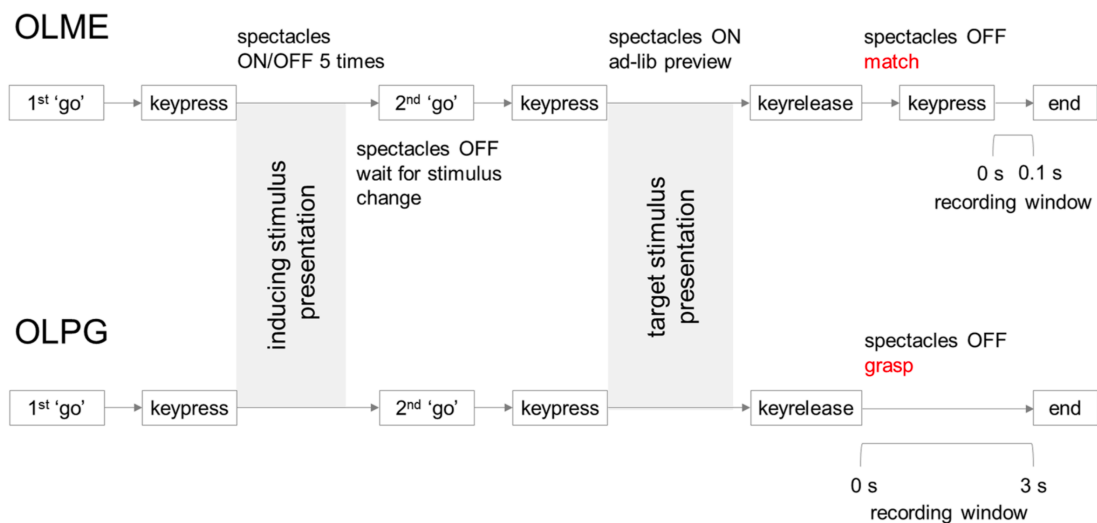 OLME
spectacles
ON/OFF 5 times
spectacles ON
ad-lib preview
spectacles OFF
match
1st ‘go’
keypress
2nd ‘go’
keypress
keyrelease
keypress
end
spectacles OFF
wait for stimulus
change
0 s 0.1 s
recording window
inducing stimulus
presentation
target stimulus
presentation
OLPG
spectacles OFF
grasp
1st ‘go’
keypress
2nd ‘go’
keypress
keyrelease
end
0 s 3 s
recording window